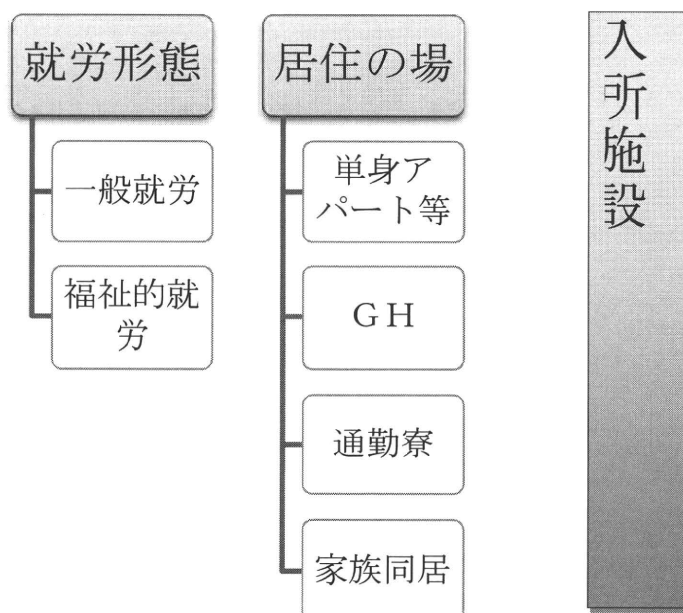 就労形態
一般就労
福祉的就
労
居住の場
単身ア
パート等
ＧＨ
通勤寮
家族同居
入所施設